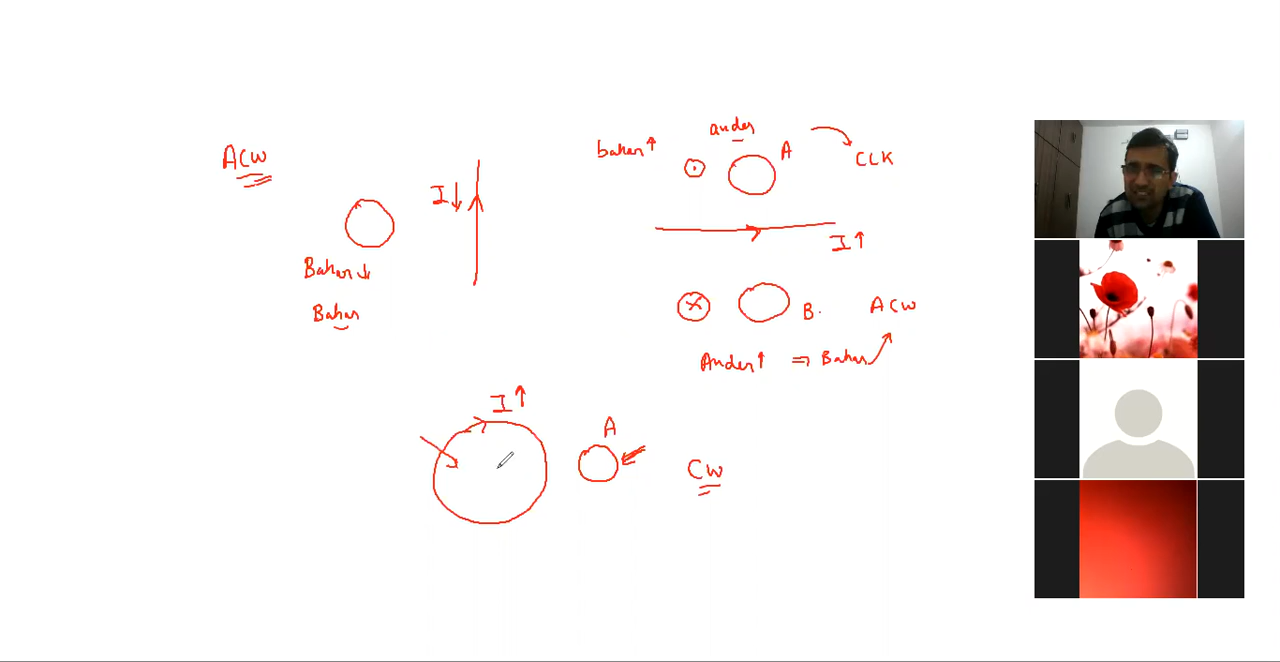 ACW
I↓
Bahar↓
Bahar
bahar↑
ander
A
CLK
I↑
B.
ACW
Ander↑ ⇒ Bahar
I↑
A
CW